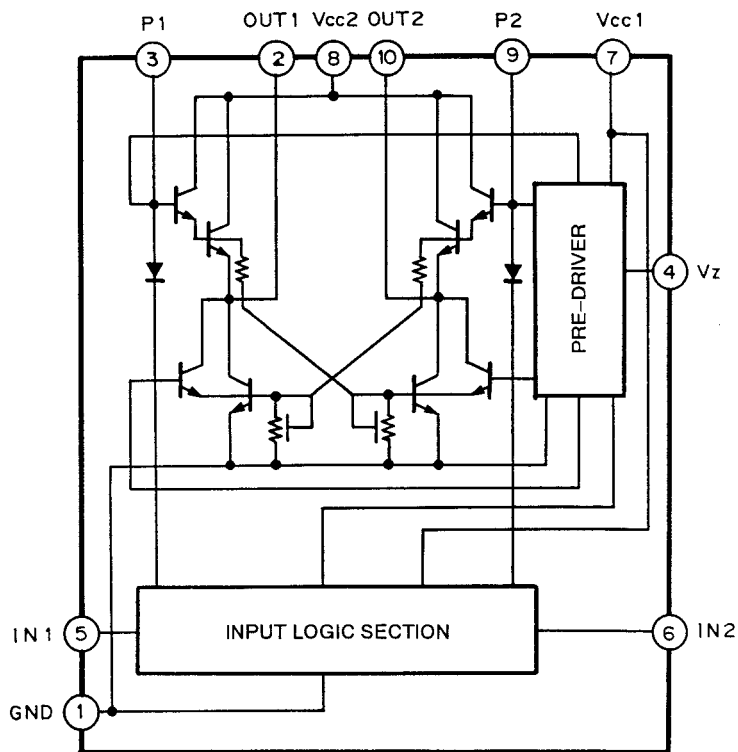 P1 OUT1 Vcc2 OUT2 P2 Vcc1
3 2 8 10 9 7
PRE-DRIVER
4 Vz
IN1 5
INPUT LOGIC SECTION
6 IN2
GND 1